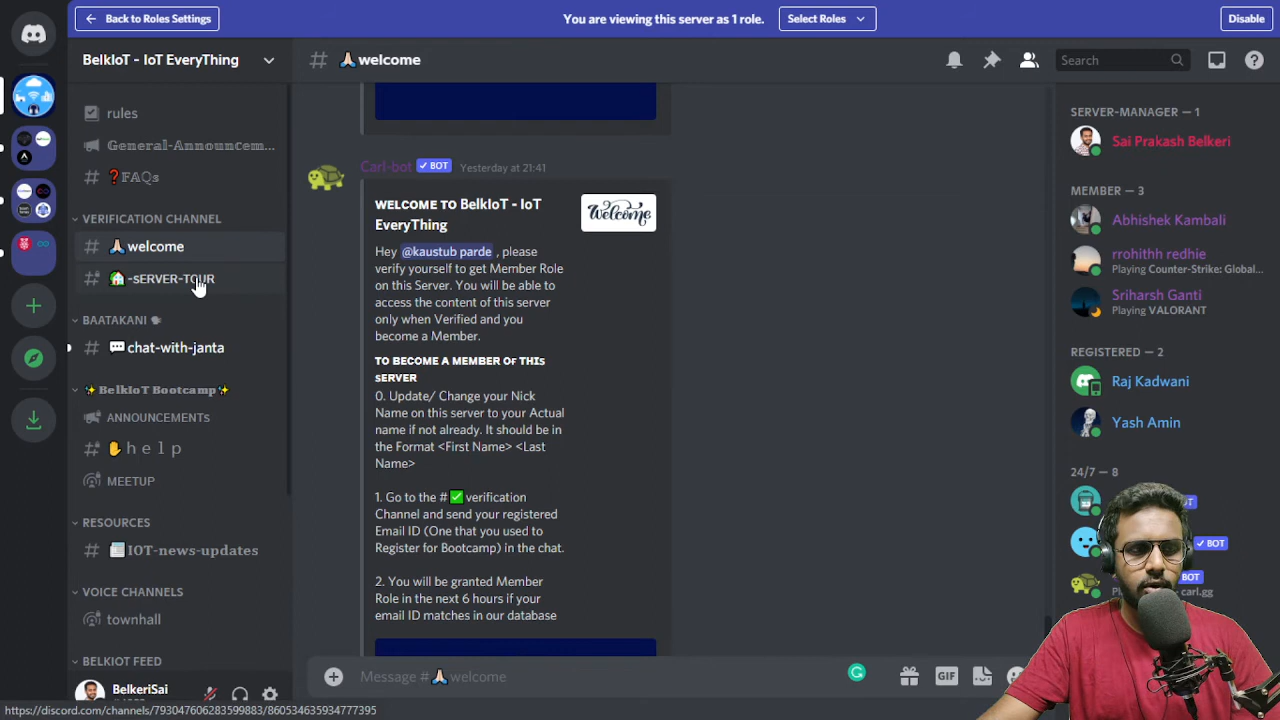 Back to Roles Settings
You are viewing this server as 1 role.
Select Roles
Disable
BelkIoT - IoT EveryThing
🙏🏻welcome
Search
rules
General-Announcem...
❓FAQs
VERIFICATION CHANNEL
🙏🏻welcome
🏠-sERVER-TOUR
BAATAKANI 🗣
💬chat-with-janta
✨BelkIoT Bootcamp✨
ANNOUNCEMENTs
✋help
MEETUP
RESOURCES
📰IOT-news-updates
VOICE CHANNELS
townhall
BELKIOT FEED
BelkeriSai
Carl-bot ✓ BOT Yesterday at 21:41
WELCOME TO BelkIoT - IoT
EveryThing
Welcome
Hey @kaustub parde , please
verify yourself to get Member Role
on this Server. You will be able to
access the content of this server
only when Verified and you
become a Member.
TO BECOME A MEMBER OF THIS
SERVER
0. Update/ Change your Nick
Name on this server to your Actual
name if not already. It should be
in the Format <First Name> <Last
Name>
1. Go to the #✅ verification
Channel and send your registered
Email ID (One that you used to
Register for Bootcamp) in the chat.
2. You will be granted Member
Role in the next 6 hours if your
email ID matches in our database
Message #🙏🏻welcome
GIF
SERVER-MANAGER — 1
Sai Prakash Belkeri
MEMBER — 3
Abhishek Kambali
rrohithh redhie
Playing Counter-Strike: Global...
Sriharsh Ganti
Playing VALORANT
REGISTERED — 2
Raj Kadwani
Yash Amin
24/7 — 8
BOT
✓ BOT
BOT
carl.gg
https://discord.com/channels/793047606283599883/860534635934777395